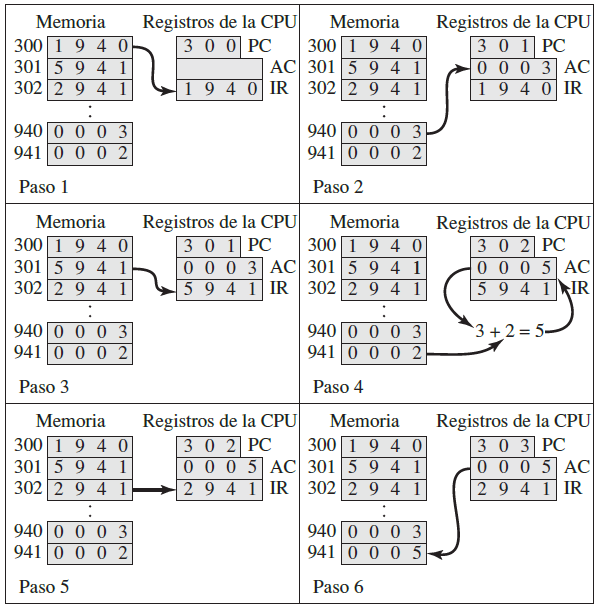 Memoria Registros de la CPU
300 1 9 4 0 3 0 0 PC
301 5 9 4 1 AC
302 2 9 4 1 1 9 4 0 IR
940 0 0 0 3
941 0 0 0 2
Paso 1
Memoria Registros de la CPU
300 1 9 4 0 3 0 1 PC
301 5 9 4 1 0 0 0 3 AC
302 2 9 4 1 1 9 4 0 IR
940 0 0 0 3
941 0 0 0 2
Paso 2
Memoria Registros de la CPU
300 1 9 4 0 3 0 1 PC
301 5 9 4 1 0 0 0 3 AC
302 2 9 4 1 5 9 4 1 IR
940 0 0 0 3
941 0 0 0 2
Paso 3
Memoria Registros de la CPU
300 1 9 4 0 3 0 2 PC
301 5 9 4 1 0 0 0 5 AC
302 2 9 4 1 5 9 4 1 IR
940 0 0 0 3 3 + 2 = 5
941 0 0 0 2
Paso 4
Memoria Registros de la CPU
300 1 9 4 0 3 0 2 PC
301 5 9 4 1 0 0 0 5 AC
302 2 9 4 1 2 9 4 1 IR
940 0 0 0 3
941 0 0 0 2
Paso 5
Memoria Registros de la CPU
300 1 9 4 0 3 0 3 PC
301 5 9 4 1 0 0 0 5 AC
302 2 9 4 1 2 9 4 1 IR
940 0 0 0 3
941 0 0 0 5
Paso 6